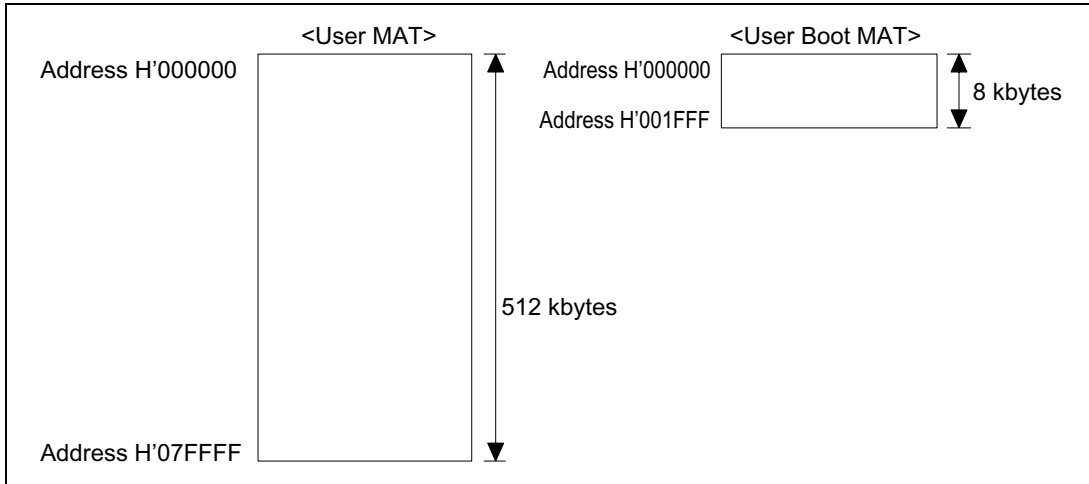 <User MAT>
<User Boot MAT>
Address H'000000
Address H'000000
8 kbytes
Address H'001FFF
512 kbytes
Address H'07FFFF